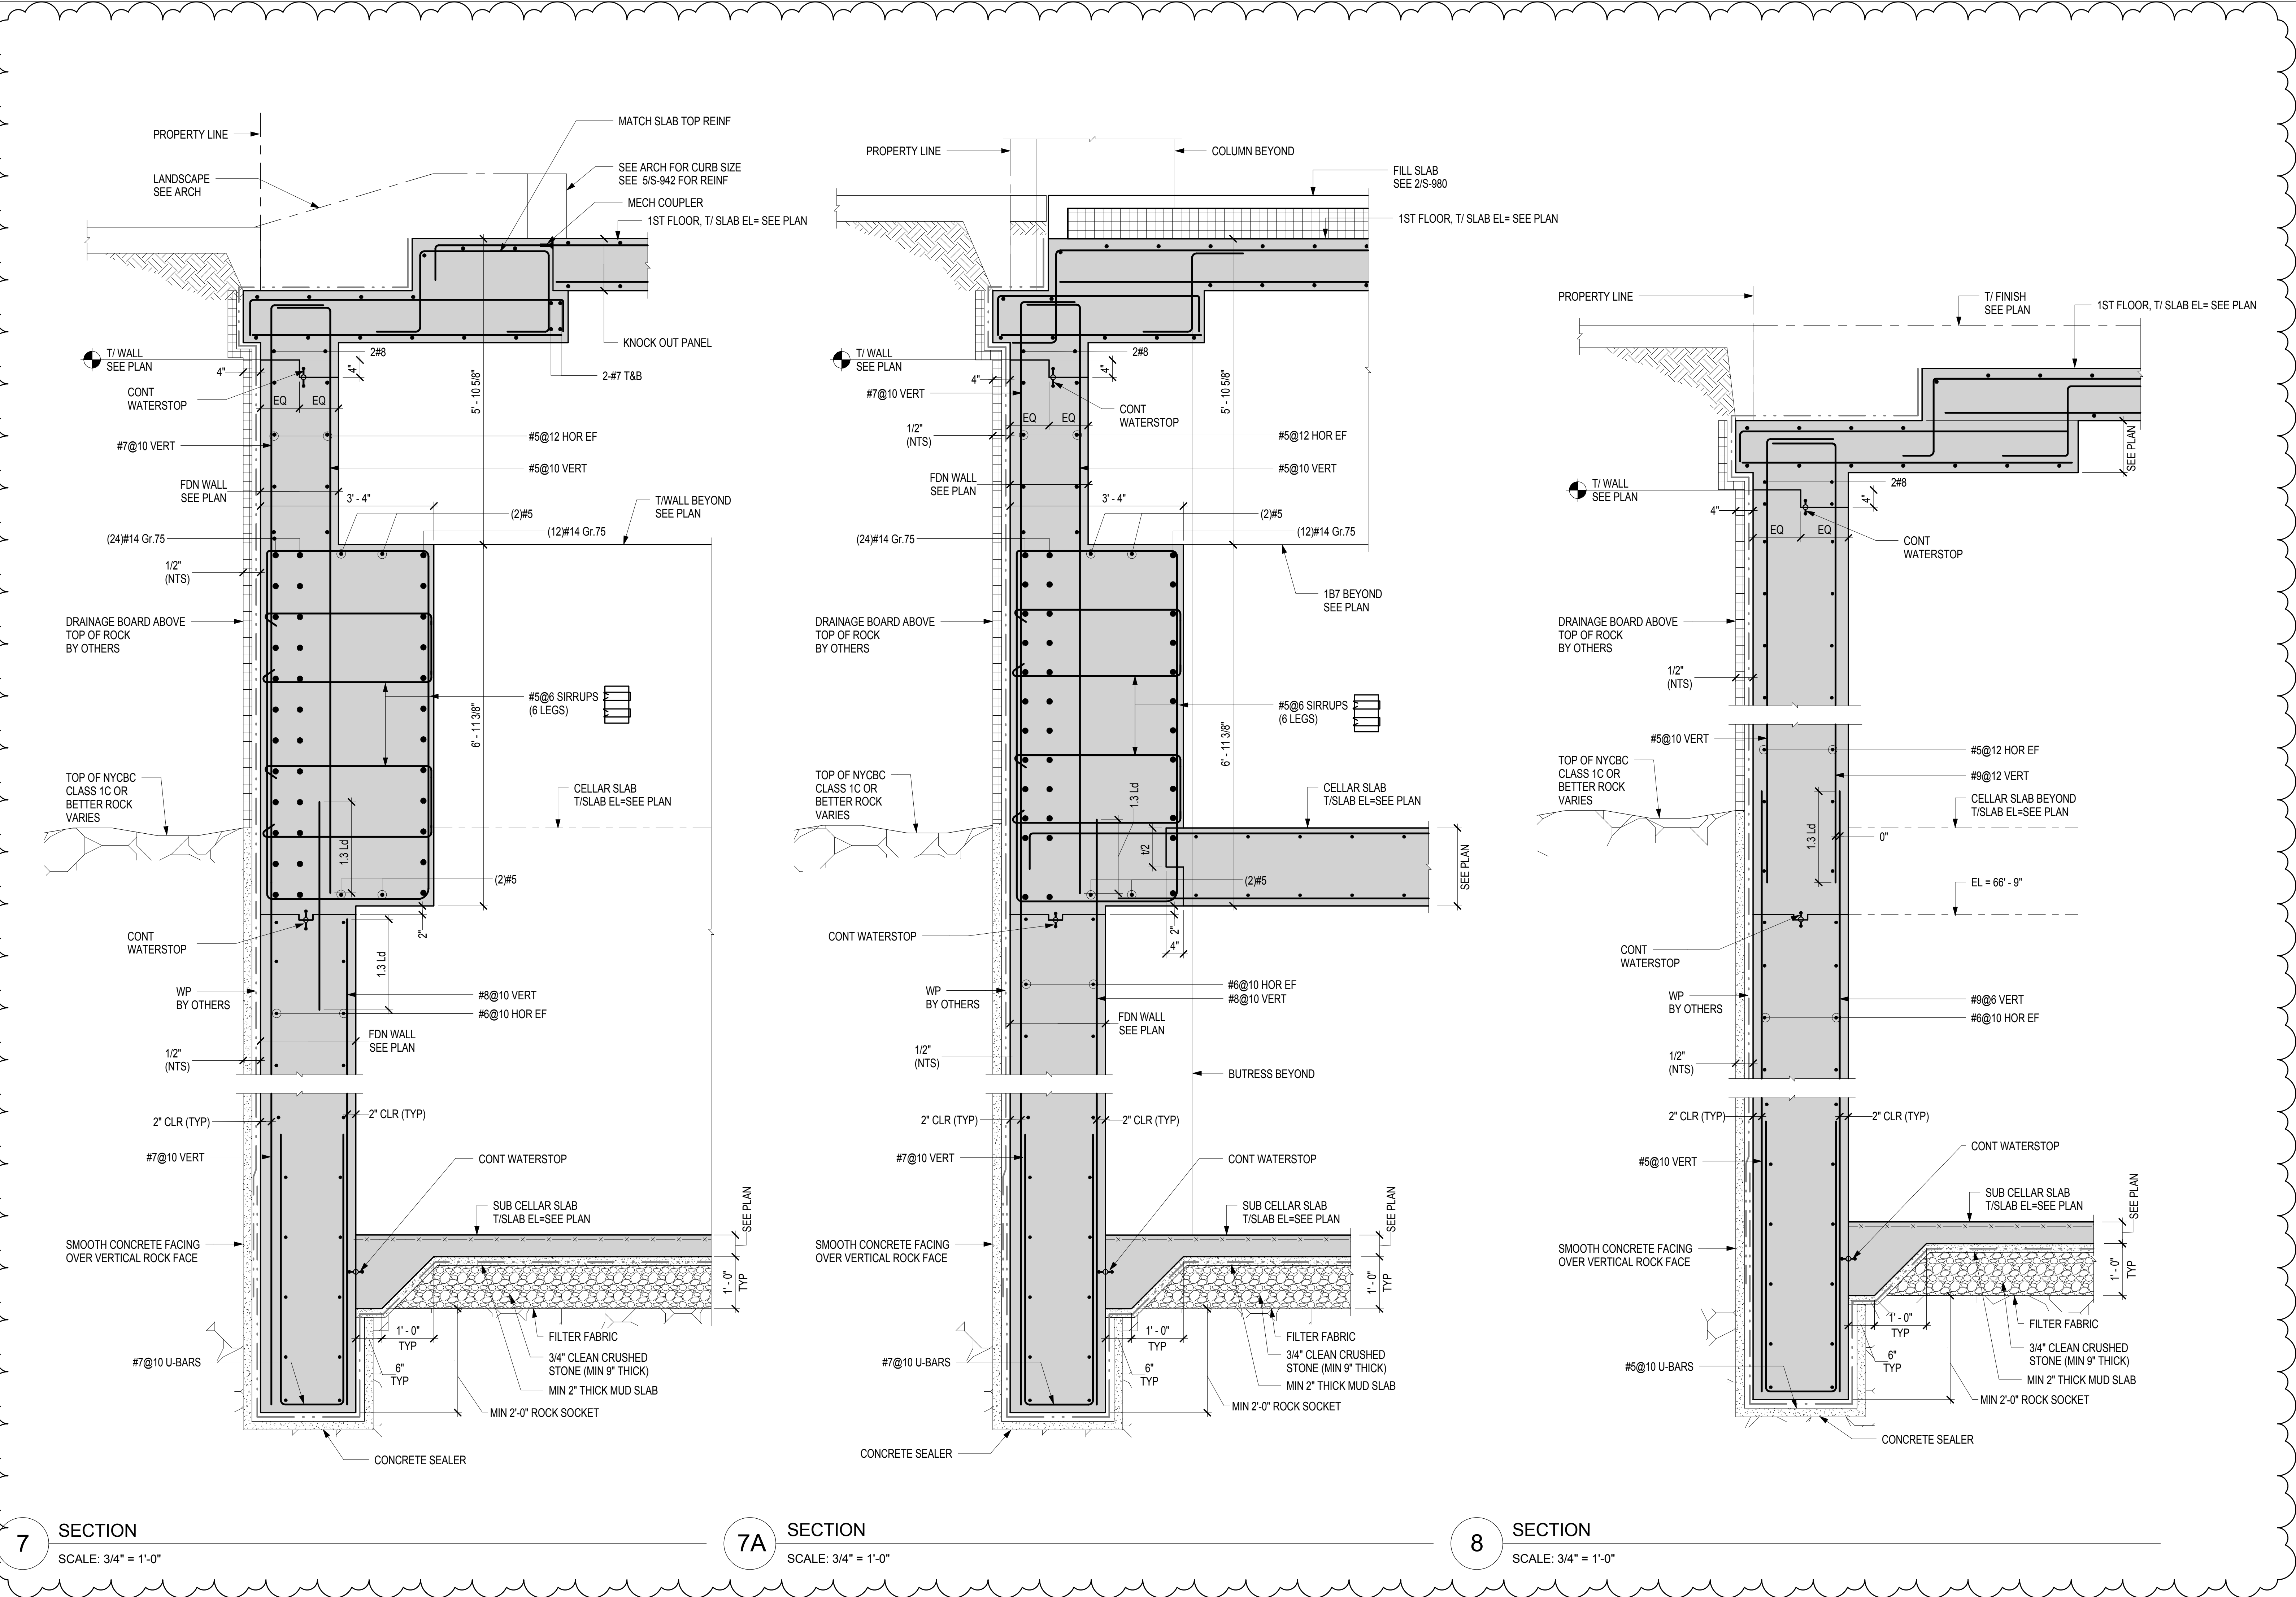 PROPERTY LINE
LANDSCAPE
SEE ARCH
MATCH SLAB TOP REINF
SEE ARCH FOR CURB SIZE
SEE 5/S-942 FOR REINF
MECH COUPLER
1ST FLOOR, T/ SLAB EL= SEE PLAN
T/ WALL
SEE PLAN
4"
CONT
WATERSTOP
EQ
EQ
4"
2#8
KNOCK OUT PANEL
2-#7 T&B
5' - 10 5/8"
#7@10 VERT
#5@12 HOR EF
#5@10 VERT
FDN WALL
SEE PLAN
3' - 4"
T/WALL BEYOND
SEE PLAN
(2)#5
(24)#14 Gr.75
(12)#14 Gr.75
1/2"
(NTS)
DRAINAGE BOARD ABOVE
TOP OF ROCK
BY OTHERS
#5@6 SIRRUPS
(6 LEGS)
6' - 11 3/8"
TOP OF NYCBC
CLASS 1C OR
BETTER ROCK
VARIES
CELLAR SLAB
T/SLAB EL=SEE PLAN
1.3 Ld
(2)#5
CONT
WATERSTOP
2"
1.3 Ld
WP
BY OTHERS
#8@10 VERT
#6@10 HOR EF
FDN WALL
SEE PLAN
1/2"
(NTS)
2" CLR (TYP)
2" CLR (TYP)
#7@10 VERT
CONT WATERSTOP
SUB CELLAR SLAB
T/SLAB EL=SEE PLAN
SEE PLAN
SMOOTH CONCRETE FACING
OVER VERTICAL ROCK FACE
1' - 0"
TYP
1' - 0"
TYP
6"
TYP
FILTER FABRIC
3/4" CLEAN CRUSHED
STONE (MIN 9" THICK)
MIN 2" THICK MUD SLAB
MIN 2'-0" ROCK SOCKET
#7@10 U-BARS
CONCRETE SEALER
7
SECTION
SCALE: 3/4" = 1'-0"
PROPERTY LINE
COLUMN BEYOND
FILL SLAB
SEE 2/S-980
1ST FLOOR, T/ SLAB EL= SEE PLAN
T/ WALL
SEE PLAN
4"
2#8
4"
#7@10 VERT
CONT
WATERSTOP
EQ
EQ
5' - 10 5/8"
1/2"
(NTS)
#5@12 HOR EF
#5@10 VERT
FDN WALL
SEE PLAN
3' - 4"
(2)#5
(24)#14 Gr.75
(12)#14 Gr.75
1B7 BEYOND
SEE PLAN
DRAINAGE BOARD ABOVE
TOP OF ROCK
BY OTHERS
#5@6 SIRRUPS
(6 LEGS)
6' - 11 3/8"
TOP OF NYCBC
CLASS 1C OR
BETTER ROCK
VARIES
CELLAR SLAB
T/SLAB EL=SEE PLAN
1.3 Ld
t/2
SEE PLAN
(2)#5
CONT WATERSTOP
2"
4"
WP
BY OTHERS
#6@10 HOR EF
#8@10 VERT
FDN WALL
SEE PLAN
1/2"
(NTS)
BUTRESS BEYOND
2" CLR (TYP)
2" CLR (TYP)
#7@10 VERT
CONT WATERSTOP
SUB CELLAR SLAB
T/SLAB EL=SEE PLAN
SEE PLAN
SMOOTH CONCRETE FACING
OVER VERTICAL ROCK FACE
1' - 0"
TYP
1' - 0"
TYP
6"
TYP
FILTER FABRIC
3/4" CLEAN CRUSHED
STONE (MIN 9" THICK)
MIN 2" THICK MUD SLAB
MIN 2'-0" ROCK SOCKET
#7@10 U-BARS
CONCRETE SEALER
7A
SECTION
SCALE: 3/4" = 1'-0"
PROPERTY LINE
T/ FINISH
SEE PLAN
1ST FLOOR, T/ SLAB EL= SEE PLAN
SEE PLAN
T/ WALL
SEE PLAN
2#8
4"
4"
EQ
EQ
CONT
WATERSTOP
DRAINAGE BOARD ABOVE
TOP OF ROCK
BY OTHERS
1/2"
(NTS)
#5@10 VERT
#5@12 HOR EF
TOP OF NYCBC
CLASS 1C OR
BETTER ROCK
VARIES
#9@12 VERT
CELLAR SLAB BEYOND
T/SLAB EL=SEE PLAN
1.3 Ld
0"
EL = 66' - 9"
CONT
WATERSTOP
WP
BY OTHERS
#9@6 VERT
#6@10 HOR EF
1/2"
(NTS)
2" CLR (TYP)
2" CLR (TYP)
CONT WATERSTOP
#5@10 VERT
SUB CELLAR SLAB
T/SLAB EL=SEE PLAN
SEE PLAN
SMOOTH CONCRETE FACING
OVER VERTICAL ROCK FACE
1' - 0"
TYP
1' - 0"
TYP
6"
TYP
FILTER FABRIC
3/4" CLEAN CRUSHED
STONE (MIN 9" THICK)
MIN 2" THICK MUD SLAB
MIN 2'-0" ROCK SOCKET
#5@10 U-BARS
CONCRETE SEALER
8
SECTION
SCALE: 3/4" = 1'-0"